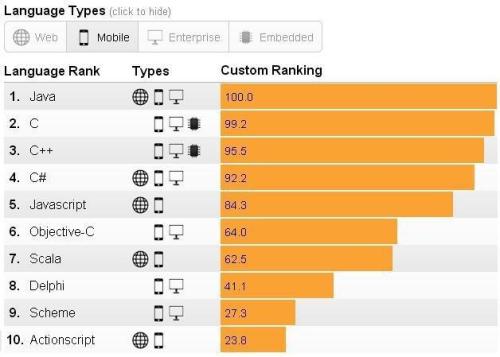 Language Types (click to hide)
Web Mobile Enterprise Embedded
Language Rank Types Custom Ranking
1. Java 100.0
2. C 99.2
3. C++ 95.5
4. C# 92.2
5. Javascript 84.3
6. Objective-C 64.0
7. Scala 62.5
8. Delphi 41.1
9. Scheme 27.3
10. Actionscript 23.8